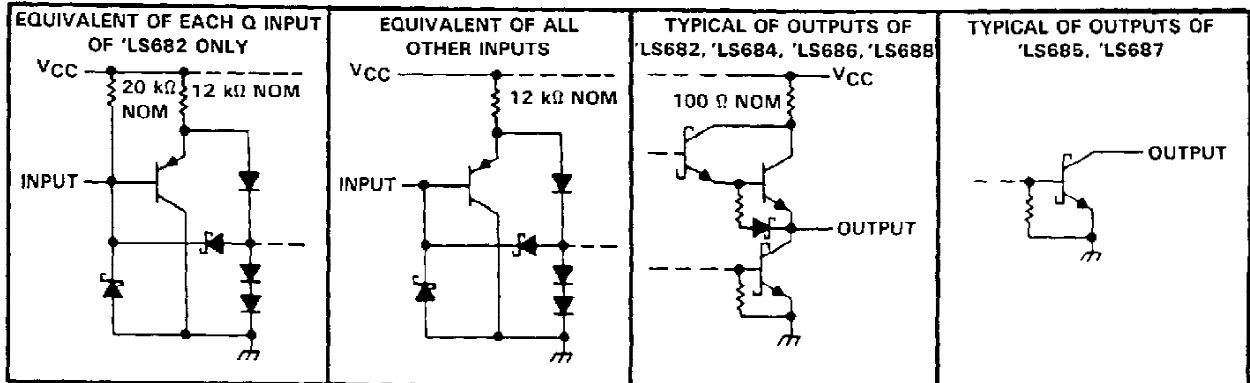 EQUIVALENT OF EACH Q INPUT
OF 'LS682 ONLY
VCC
20 kΩ
NOM
12 kΩ NOM
INPUT
EQUIVALENT OF ALL
OTHER INPUTS
VCC
12 kΩ NOM
INPUT
TYPICAL OF OUTPUTS OF
'LS682, 'LS684, 'LS686, 'LS688
VCC
100 Ω NOM
OUTPUT
TYPICAL OF OUTPUTS OF
'LS685, 'LS687
OUTPUT